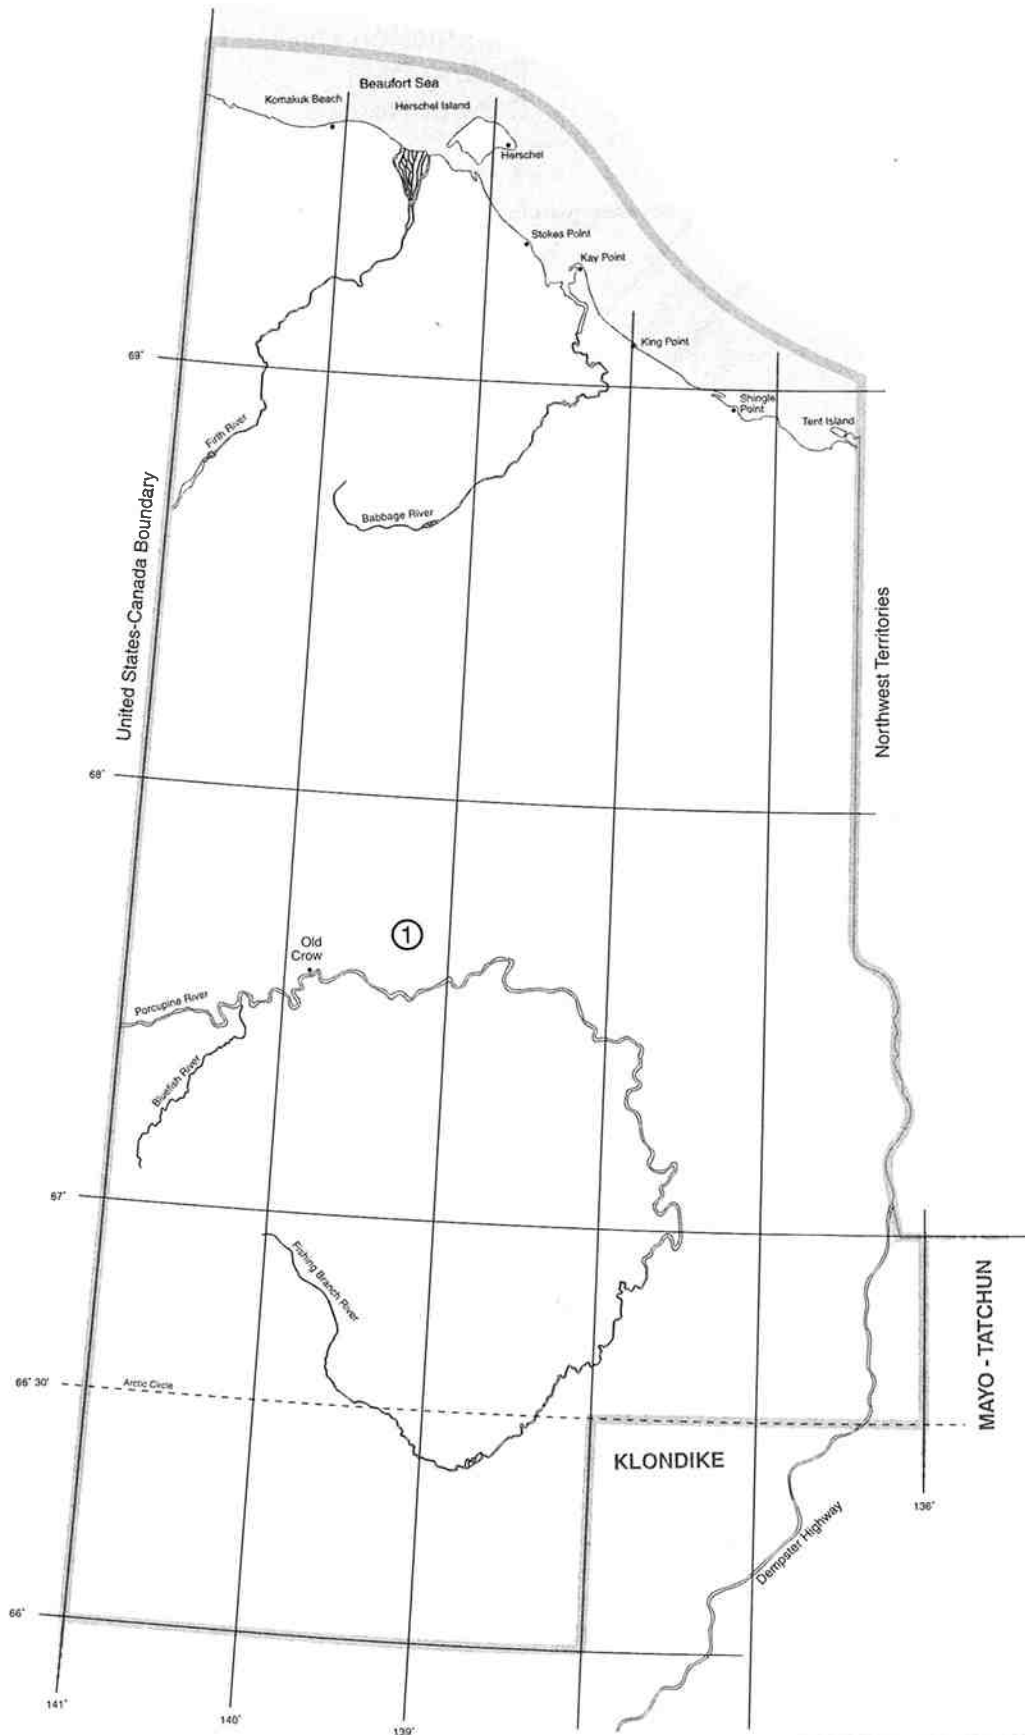 Beaufort Sea
Komakuk Beach
Herschel Island
Herschel
Stokes Point
Kay Point
King Point
69°
Shingle
Point
Tent Island
Firth River
Babbage River
United States-Canada Boundary
Northwest Territories
68°
1
Old
Crow
Porcupine River
Bluefish River
67°
Fishing Branch River
MAYO - TATCHUN
66° 30'
Arctic Circle
KLONDIKE
136°
Dempster Highway
66°
141°
140°
139°